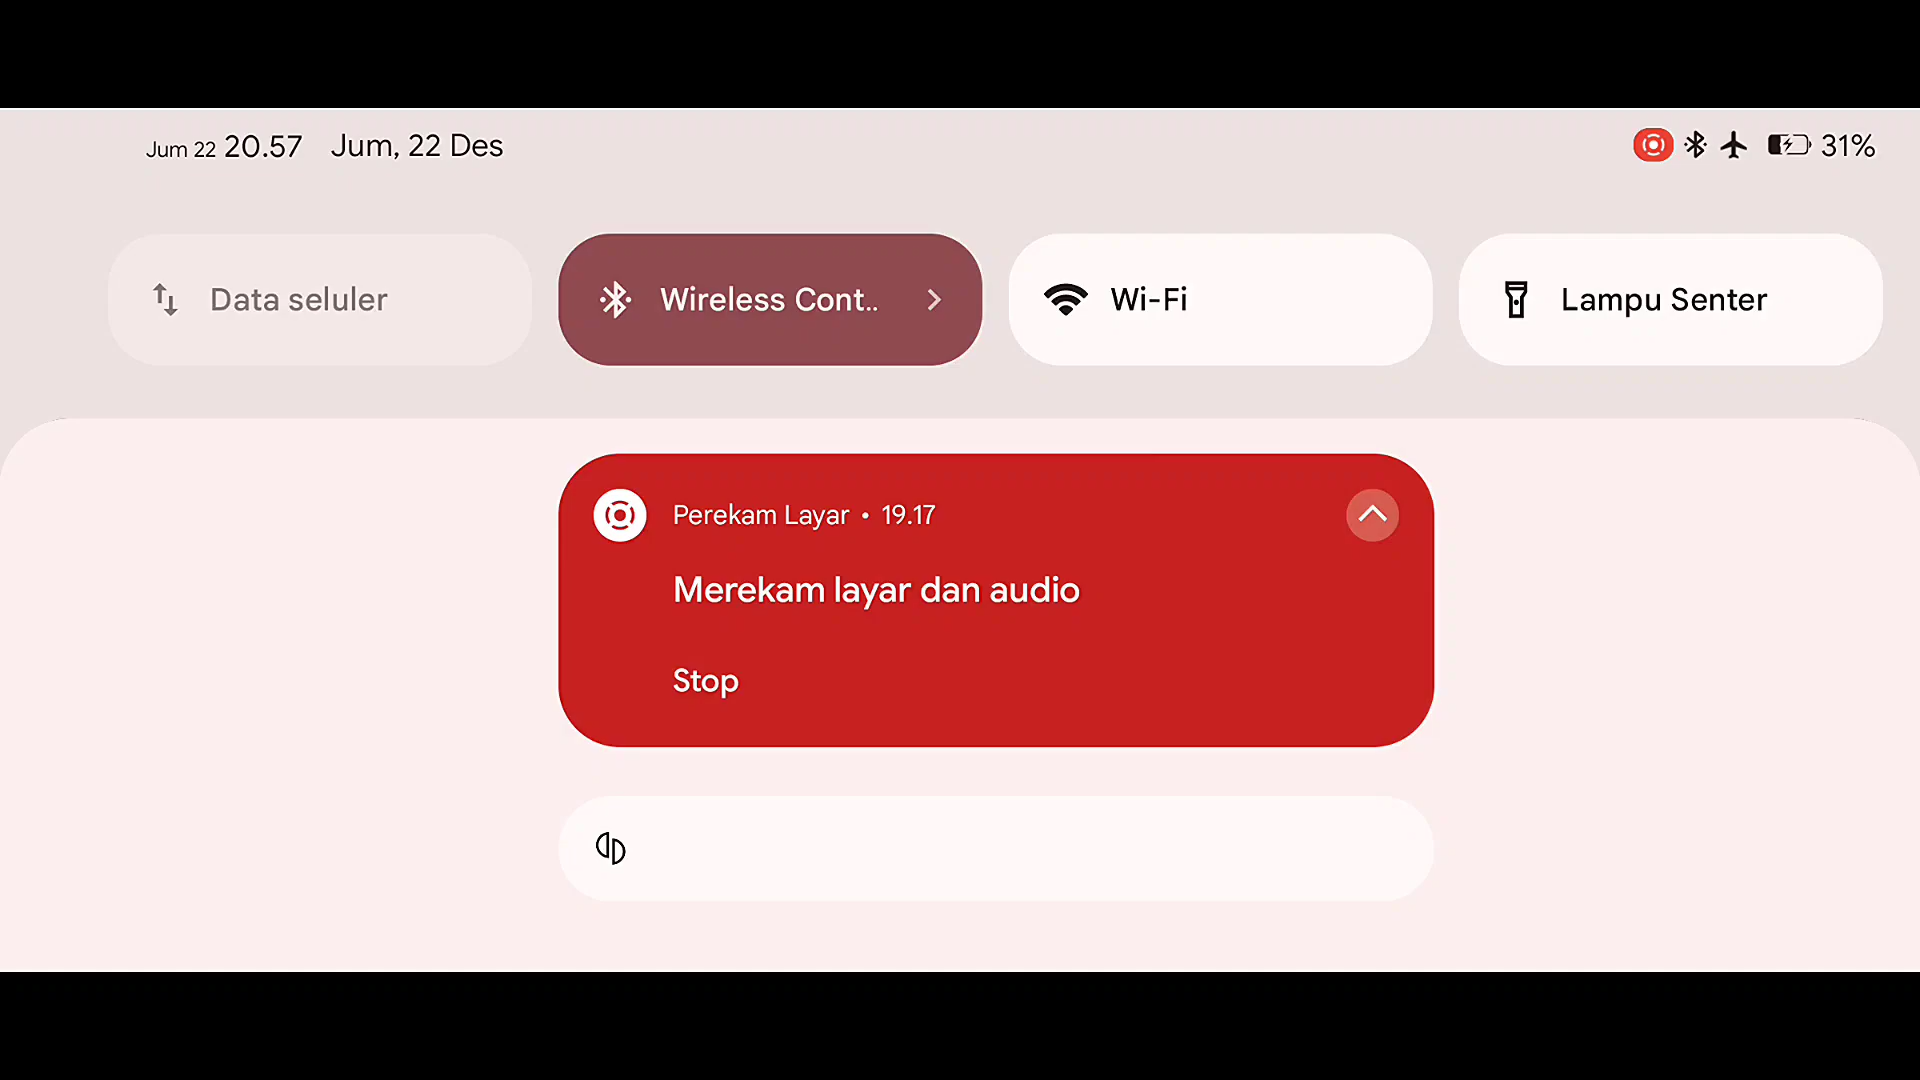 Jum 22 20.57 Jum, 22 Des 31%
Data seluler
Wireless Cont..
Wi-Fi
Lampu Senter
Perekam Layar • 19.17
Merekam layar dan audio
Stop